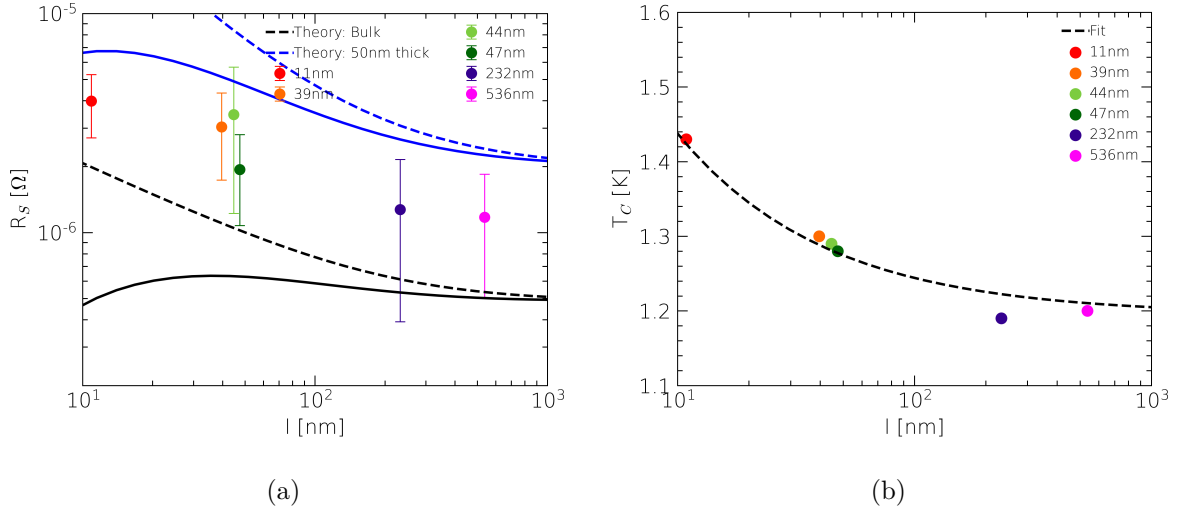 10⁻⁵
Theory: Bulk
Theory: 50nm thick
11nm
39nm
44nm
47nm
232nm
536nm
R_S [Ω]
10⁻⁶
10¹
10²
10³
l [nm]
(a)
1.6
1.5
1.4
1.3
1.2
1.1
T_C [K]
Fit
11nm
39nm
44nm
47nm
232nm
536nm
10¹
10²
10³
l [nm]
(b)